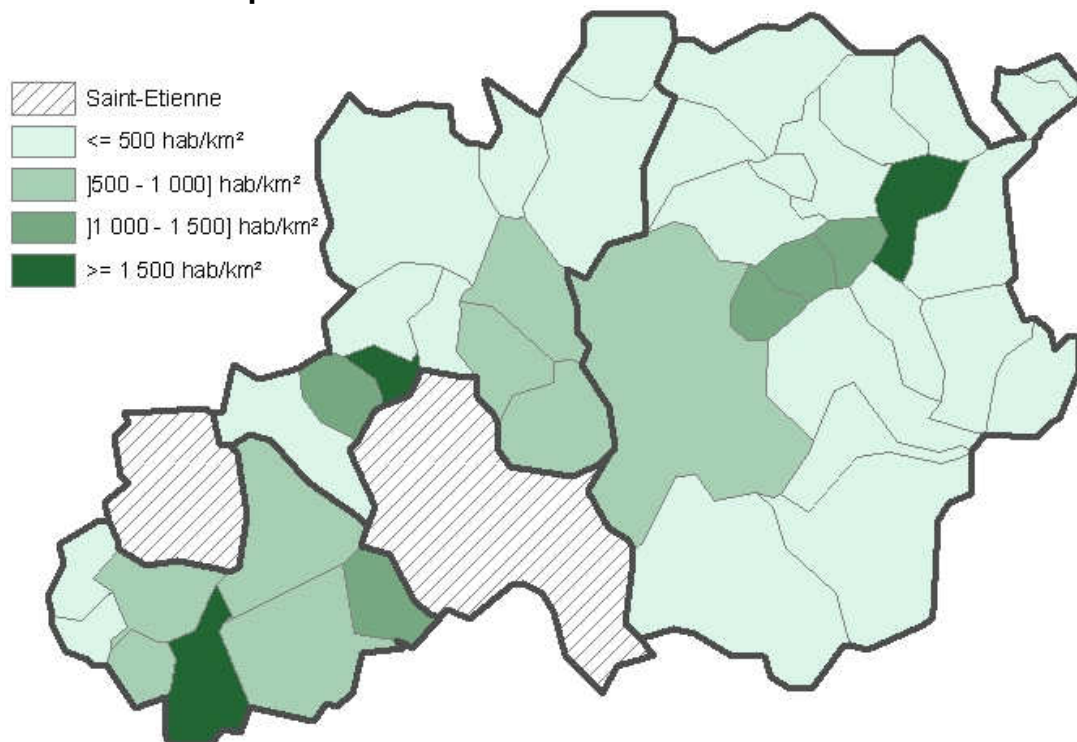 Saint-Etienne
<= 500 hab/km²
]500 - 1 000] hab/km²
]1 000 - 1 500] hab/km²
>= 1 500 hab/km²